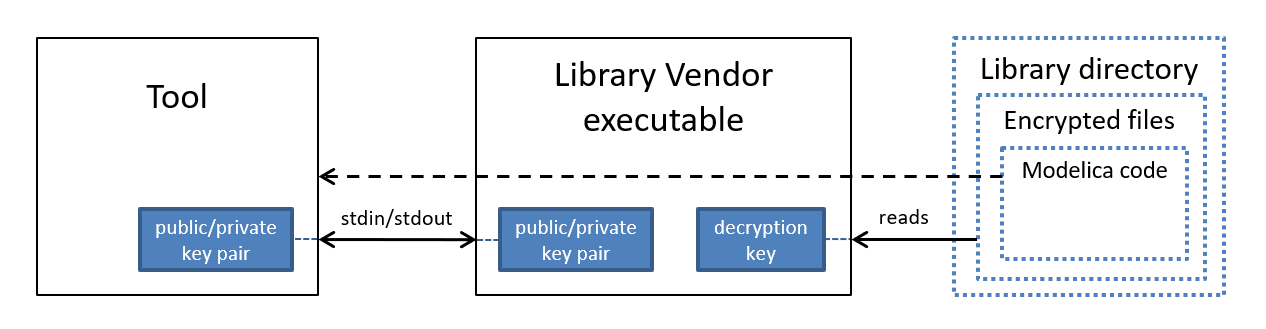 Tool
public/private
key pair
stdin/stdout
Library Vendor
executable
public/private
key pair
decryption
key
reads
Library directory
Encrypted files
Modelica code